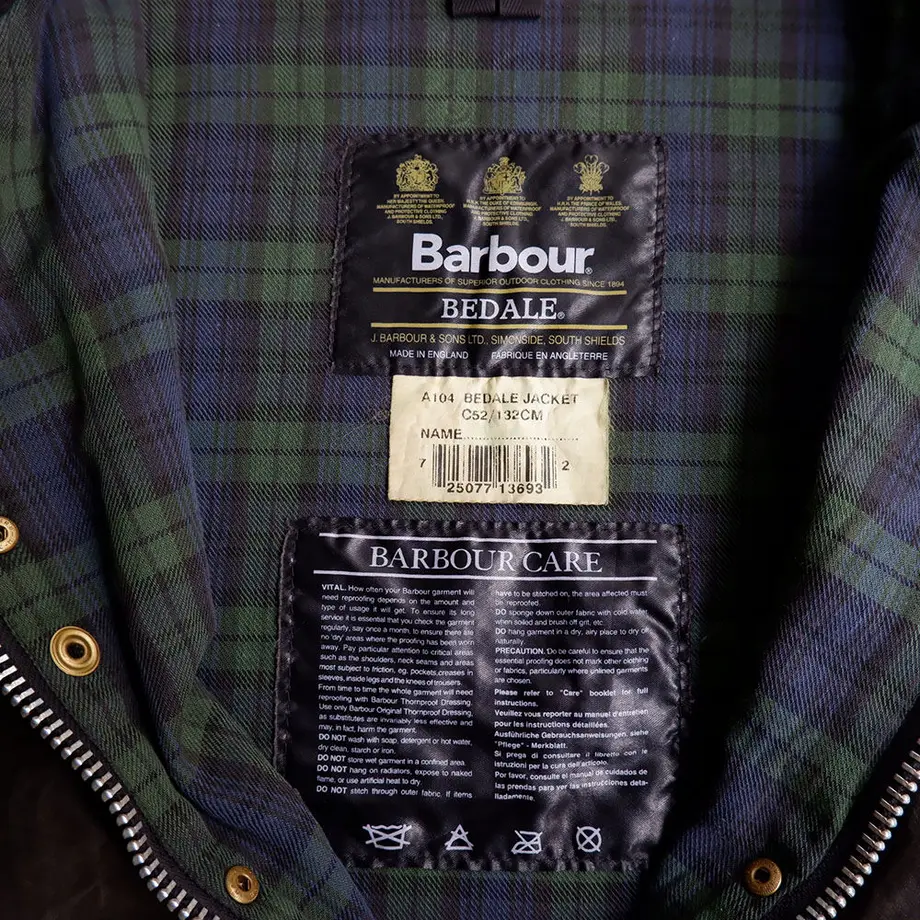 BY APPOINTMENT TO
HER MAJESTY THE QUEEN
MANUFACTURERS OF WATERPROOF
AND PROTECTIVE CLOTHING
J. BARBOUR & SONS LTD.,
SOUTH SHIELDS.
BY APPOINTMENT TO
H.R.H. THE DUKE OF EDINBURGH
MANUFACTURERS OF WATERPROOF
AND PROTECTIVE CLOTHING
J. BARBOUR & SONS LTD.,
SOUTH SHIELDS.
BY APPOINTMENT TO
H.R.H. THE PRINCE OF WALES
MANUFACTURERS OF WATERPROOF
AND PROTECTIVE CLOTHING
J. BARBOUR & SONS LTD.,
SOUTH SHIELDS.
Barbour®
MANUFACTURERS OF SUPERIOR OUTDOOR CLOTHING SINCE 1894
BEDALE®
J. BARBOUR & SONS LTD., SIMONSIDE, SOUTH SHIELDS
MADE IN ENGLAND FABRIQUE EN ANGLETERRE
A104 BEDALE JACKET
C52/132CM
NAME
7 25077 13693 2
BARBOUR CARE
VITAL. How often your Barbour garment will
need reproofing depends on the amount and
type of usage it will get. To ensure its long
service it is essential that you check the garment
regularly, say once a month, to ensure there are
no 'dry' areas where the proofing has been worn
away. Pay particular attention to critical areas
such as the shoulders, neck seams and areas
most subject to friction, eg. pockets, creases in
sleeves, inside legs and the knees of trousers.
From time to time the whole garment will need
reproofing with Barbour Thornproof Dressing.
Use only Barbour Original Thornproof Dressing,
as substitutes are invariably less effective and
may, in fact, harm the garment.
DO NOT wash with soap, detergent or hot water,
dry clean, starch or iron.
DO NOT store wet garment in a confined area.
DO NOT hang on radiators, expose to naked
flame, or use artificial heat to dry.
DO NOT stitch through outer fabric. If items
have to be stitched on, the area affected must
be reproofed.
DO sponge down outer fabric with cold water
when soiled and brush off grit, etc.
DO hang garment in a dry, airy place to dry off
naturally.
PRECAUTION. Do be careful to ensure that the
essential proofing does not mark other clothing
or fabrics, particularly where unlined garments
are chosen.
Please refer to "Care" booklet for full
instructions.
Veuillez vous reporter au manuel d'entretien
pour les instructions détaillées.
Ausführliche Gebrauchsanweisungen, siehe
"Pflege" - Merkblatt.
Si prega di consultare il libretto con le
istruzioni per la cura dell'articolo.
Por favor, consulte el manual de cuidados de
las prendas para ver las instrucciones deta-
lladamente.